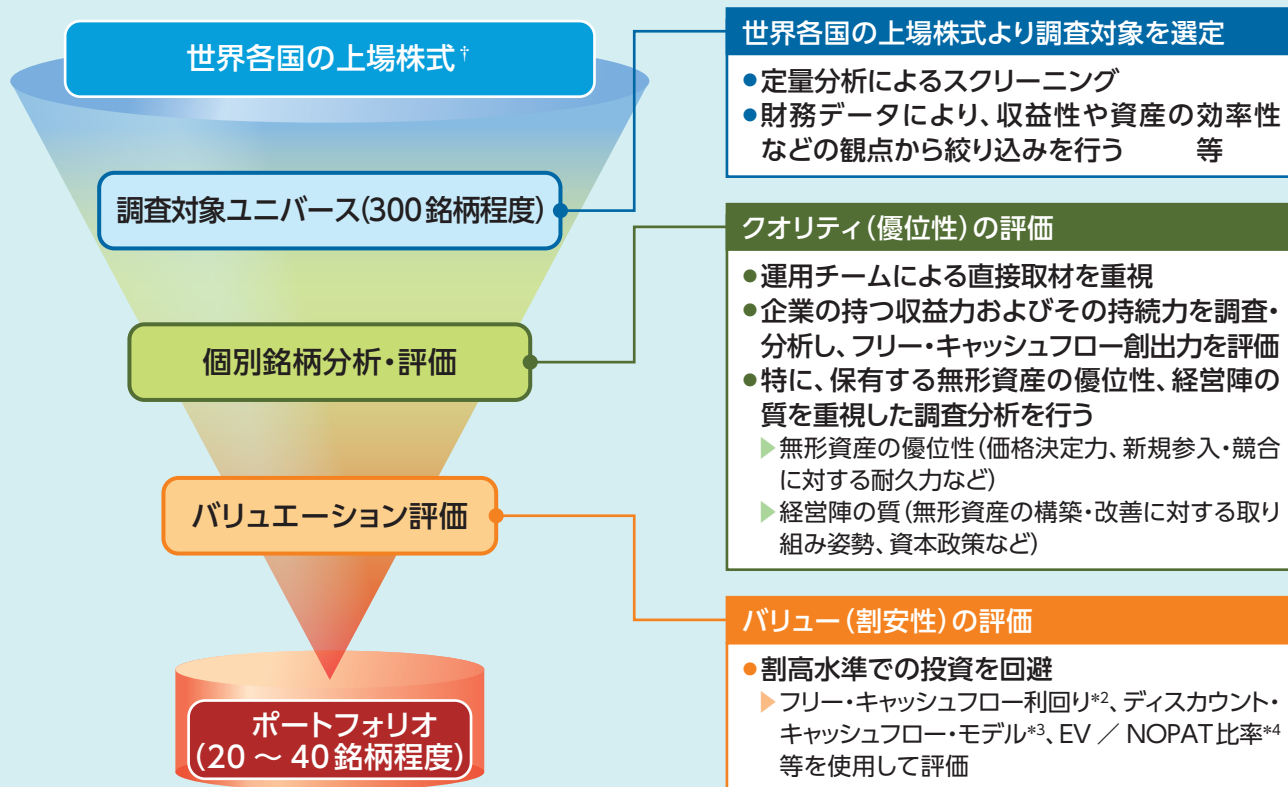 世界各国の上場株式†
調査対象ユニバース(300銘柄程度)
個別銘柄分析・評価
バリュエーション評価
ポートフォリオ
(20 ～ 40銘柄程度)
世界各国の上場株式より調査対象を選定
●定量分析によるスクリーニング
●財務データにより、収益性や資産の効率性
などの観点から絞り込みを行う　　等
クオリティ(優位性)の評価
●運用チームによる直接取材を重視
●企業の持つ収益力およびその持続力を調査・
分析し、フリー・キャッシュフロー創出力を評価
●特に、保有する無形資産の優位性、経営陣の
質を重視した調査分析を行う
▶無形資産の優位性(価格決定力、新規参入・競合
に対する耐久力など)
▶経営陣の質(無形資産の構築・改善に対する取り
組み姿勢、資本政策など)
バリュー(割安性)の評価
●割高水準での投資を回避
▶フリー・キャッシュフロー利回り*2、ディスカウント・
キャッシュフロー・モデル*3、EV ／ NOPAT比率*4
等を使用して評価